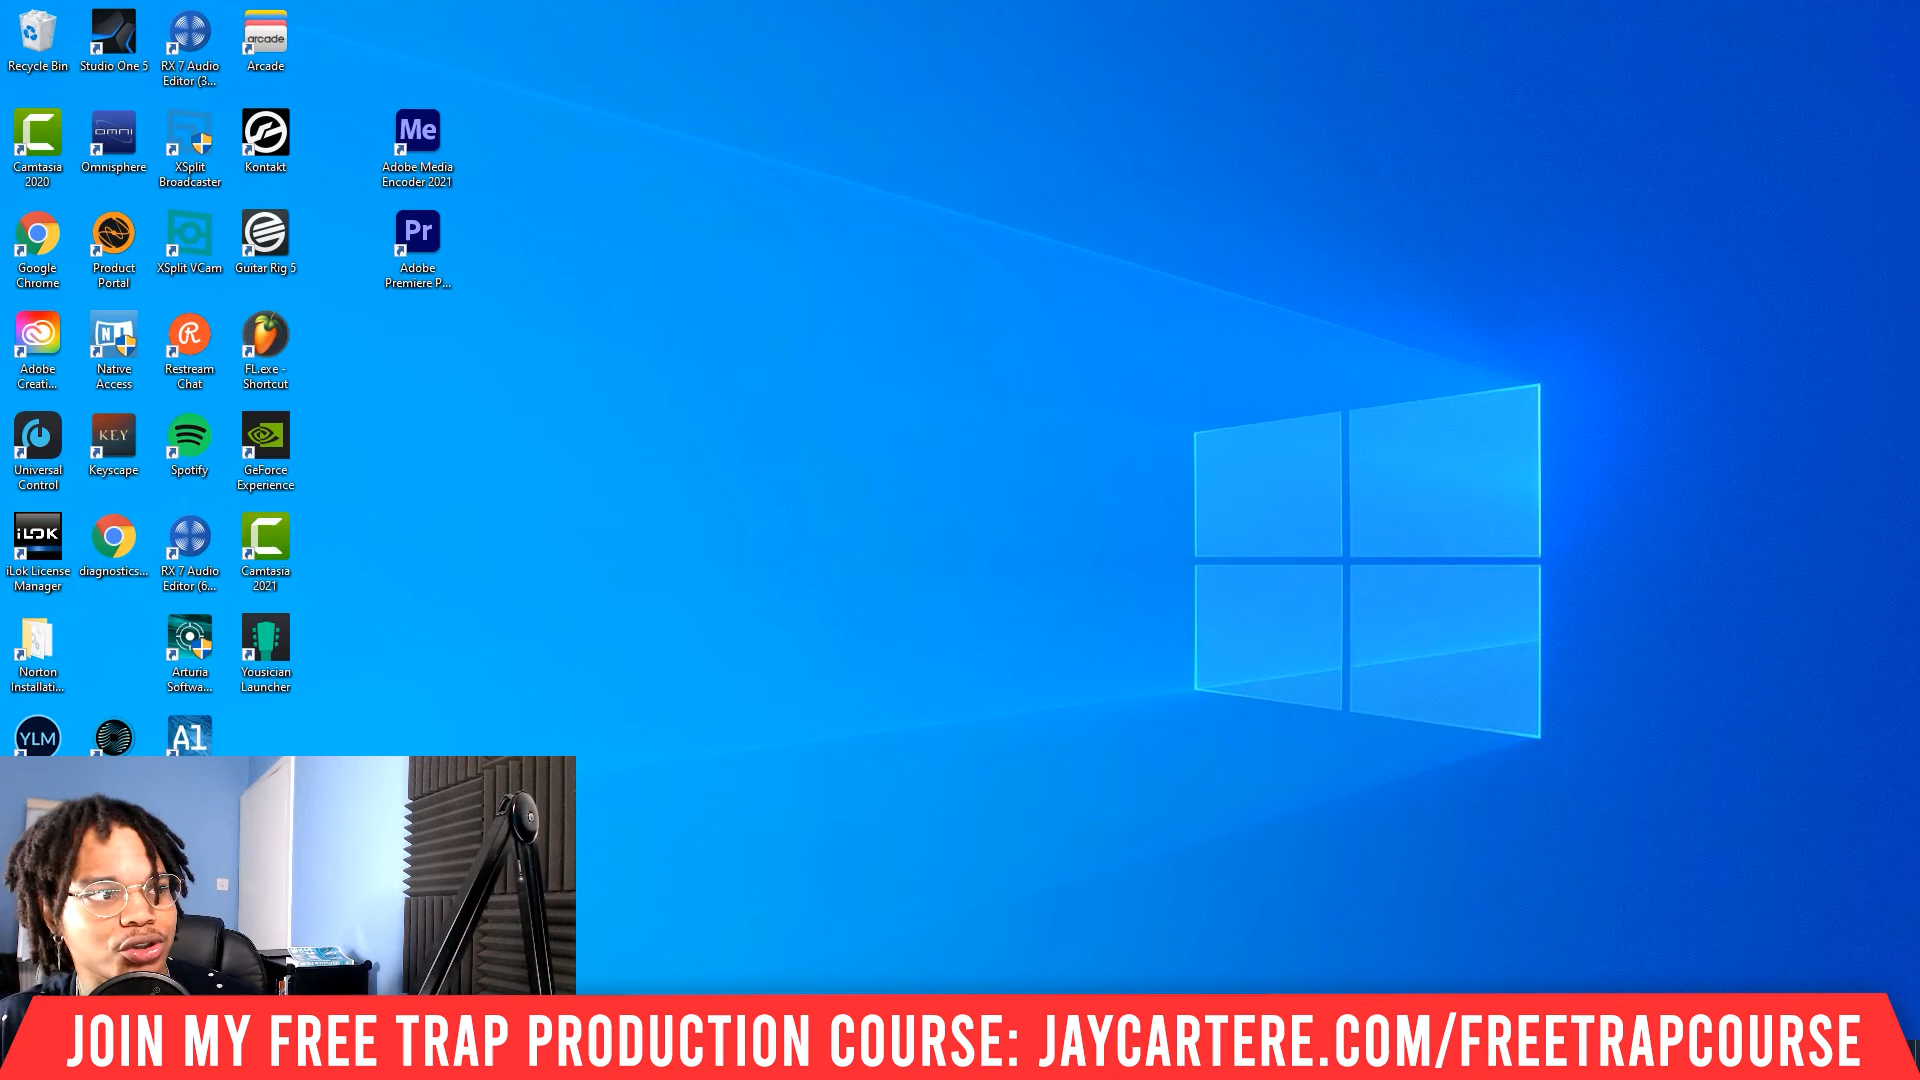 Recycle Bin
Studio One 5
RX 7 Audio
Editor (3...
arcade
Arcade
Camtasia
2020
OMNI
Omnisphere
XSplit
Broadcaster
Kontakt
Me
Adobe Media
Encoder 2021
Google
Chrome
Product
Portal
XSplit VCam
Guitar Rig 5
Pr
Adobe
Premiere P...
Adobe
Creati...
N
Native
Access
R
Restream
Chat
FL.exe -
Shortcut
Universal
Control
KEY
Keyscape
Spotify
GeForce
Experience
iLOK
iLok License
Manager
diagnostics...
RX 7 Audio
Editor (6...
Camtasia
2021
Norton
Installati...
Arturia
Softwa...
Yousician
Launcher
YLM
A1
JOIN MY FREE TRAP PRODUCTION COURSE: JAYCARTERE.COM/FREETRAPCOURSE